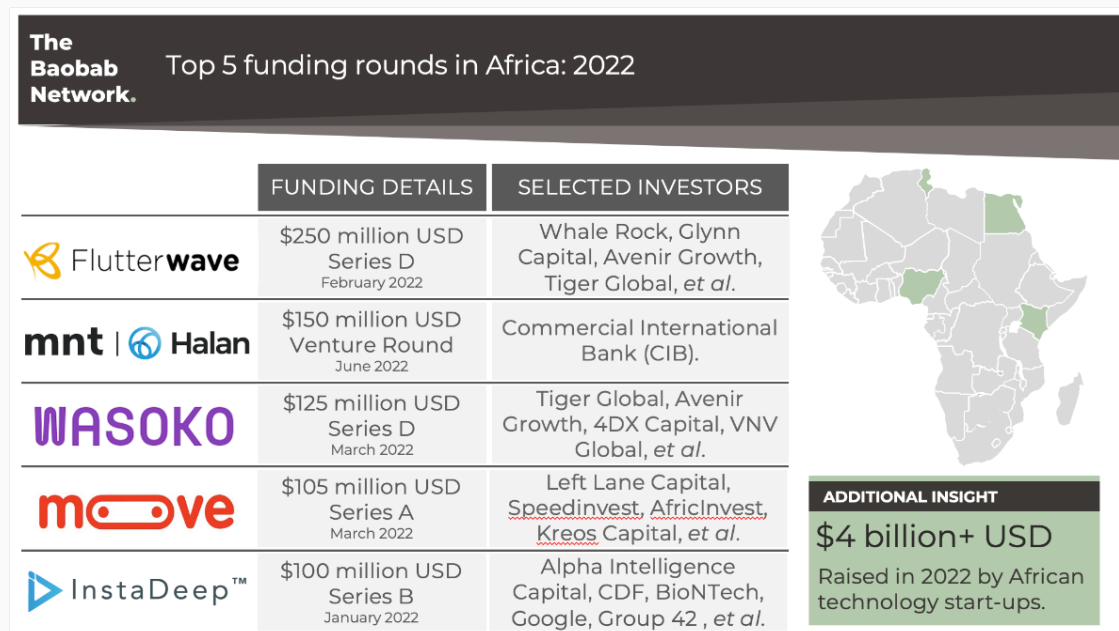 The
Baobab
Network.
Top 5 funding rounds in Africa: 2022
FUNDING DETAILS
SELECTED INVESTORS
Flutterwave
$250 million USD
Series D
February 2022
Whale Rock, Glynn
Capital, Avenir Growth,
Tiger Global, et al.
mnt | Halan
$150 million USD
Venture Round
June 2022
Commercial International
Bank (CIB).
WASOKO
$125 million USD
Series D
March 2022
Tiger Global, Avenir
Growth, 4DX Capital, VNV
Global, et al.
moove
$105 million USD
Series A
March 2022
Left Lane Capital,
Speedinvest, AfricInvest,
Kreos Capital, et al.
InstaDeep™
$100 million USD
Series B
January 2022
Alpha Intelligence
Capital, CDF, BioNTech,
Google, Group 42 , et al.
ADDITIONAL INSIGHT
$4 billion+ USD
Raised in 2022 by African
technology start-ups.